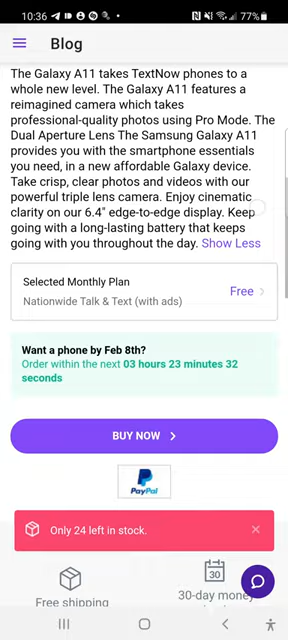 10:36
77%
Blog
The Galaxy A11 takes TextNow phones to a
whole new level. The Galaxy A11 features a
reimagined camera which takes
professional-quality photos using Pro Mode. The
Dual Aperture Lens The Samsung Galaxy A11
provides you with the smartphone essentials
you need, in a new affordable Galaxy device.
Take crisp, clear photos and videos with our
powerful triple lens camera. Enjoy cinematic
clarity on our 6.4" edge-to-edge display. Keep
going with a long-lasting battery that keeps
going with you throughout the day. Show Less
Selected Monthly Plan
Nationwide Talk & Text (with ads)
Free
Want a phone by Feb 8th?
Order within the next 03 hours 23 minutes 32
seconds
BUY NOW
PayPal
Only 24 left in stock.
Free shipping
30
30-day money